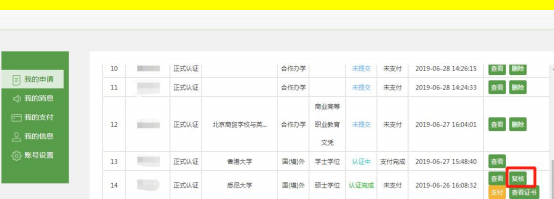 我的申请
我的消息
我的支付
我的信息
账号设置
10 正式认证 合作办学 未提交 未支付 2019-06-28 14:26:15 查看 删除
11 正式认证 合作办学 未提交 未支付 2019-06-28 14:24:33 查看 删除
12 正式认证 北京商贸学校与英... 合作办学 商业高等职业教育文凭 未提交 未支付 2019-06-27 16:04:01 查看 删除
13 正式认证 香港大学 国(境)外 学士学位 认证中 支付完成 2019-06-27 15:48:40 查看
14 正式认证 悉尼大学 国(境)外 硕士学位 认证完成 未支付 2019-06-26 16:08:32 查看 复核
支付 查看证书